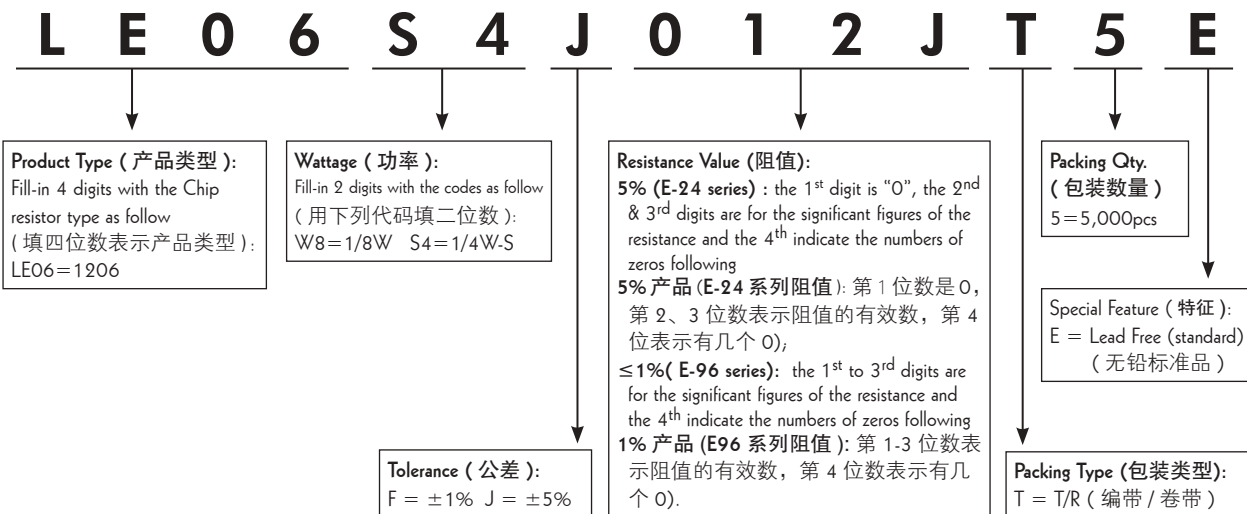 L E 0 6 S 4 J 0 1 2 J T 5 E
Product Type ( 产品类型 ):
Fill-in 4 digits with the Chip
resistor type as follow
( 填四位数表示产品类型 ):
LE06=1206
Wattage ( 功率 ):
Fill-in 2 digits with the codes as follow
( 用下列代码填二位数 ):
W8=1/8W S4=1/4W-S
Tolerance ( 公差 ):
F = ±1% J = ±5%
Resistance Value (阻值):
5% (E-24 series) : the 1st digit is “0”, the 2nd
& 3rd digits are for the significant figures of the
resistance and the 4th indicate the numbers of
zeros following
5% 产品 (E-24 系列阻值 ): 第 1 位数是 0,
第 2、3 位数表示阻值的有效数，第 4
位表示有几个 0);
≤1%( E-96 series): the 1st to 3rd digits are
for the significant figures of the resistance and
the 4th indicate the numbers of zeros following
1% 产品 (E96 系列阻值 ): 第 1-3 位数表
示阻值的有效数，第 4 位数表示有几
个 0).
Packing Type (包装类型):
T = T/R ( 编带 / 卷带 )
Packing Qty.
( 包装数量 )
5=5,000pcs
Special Feature ( 特征 ):
E = Lead Free (standard)
( 无铅标准品 )